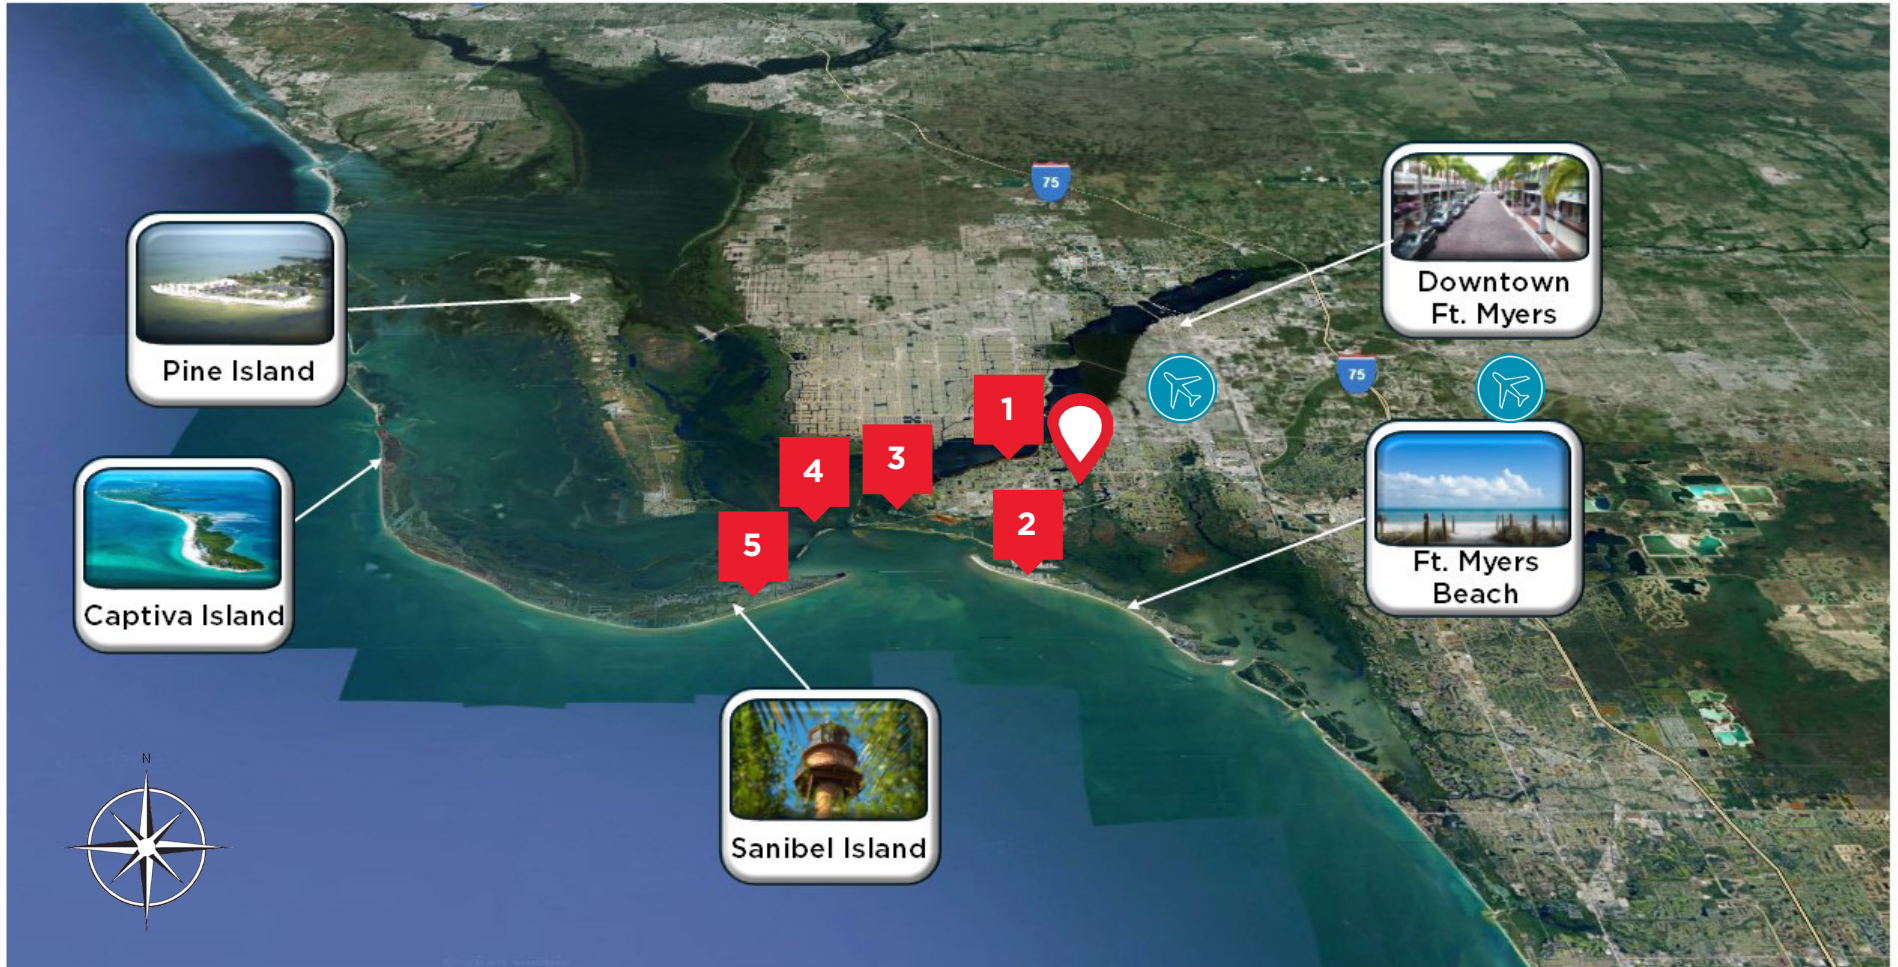 75
Downtown
Ft. Myers
Pine Island
75
1
3
4
2
5
Captiva Island
Ft. Myers
Beach
Sanibel Island
N